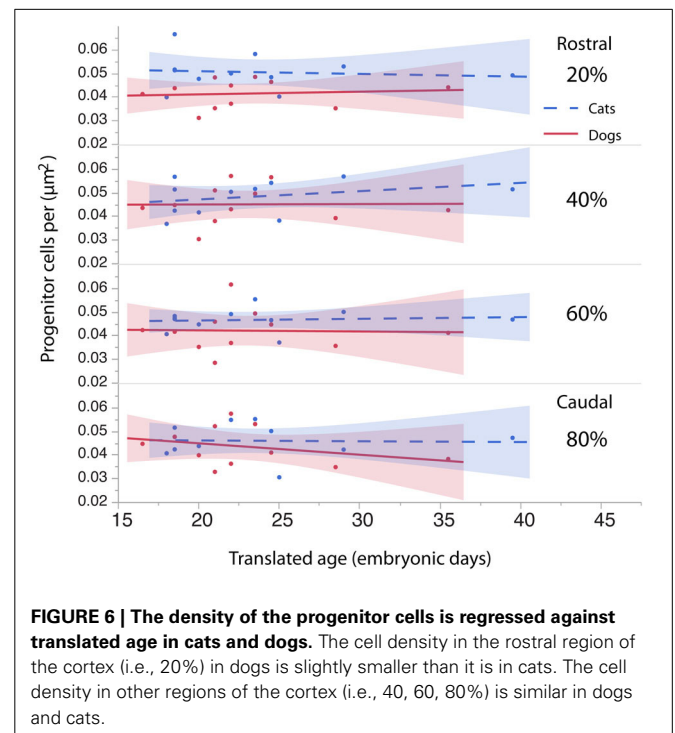 Progenitor cells per (µm²)
0.06
0.05
0.04
0.03
0.02
Rostral
20%
Cats
Dogs
0.06
0.05
0.04
0.03
0.02
40%
0.06
0.05
0.04
0.03
0.02
60%
0.06
0.05
0.04
0.03
0.02
Caudal
80%
15 20 25 30 35 40 45
Translated age (embryonic days)
FIGURE 6 | The density of the progenitor cells is regressed against
translated age in cats and dogs. The cell density in the rostral region of
the cortex (i.e., 20%) in dogs is slightly smaller than it is in cats. The cell
density in other regions of the cortex (i.e., 40, 60, 80%) is similar in dogs
and cats.